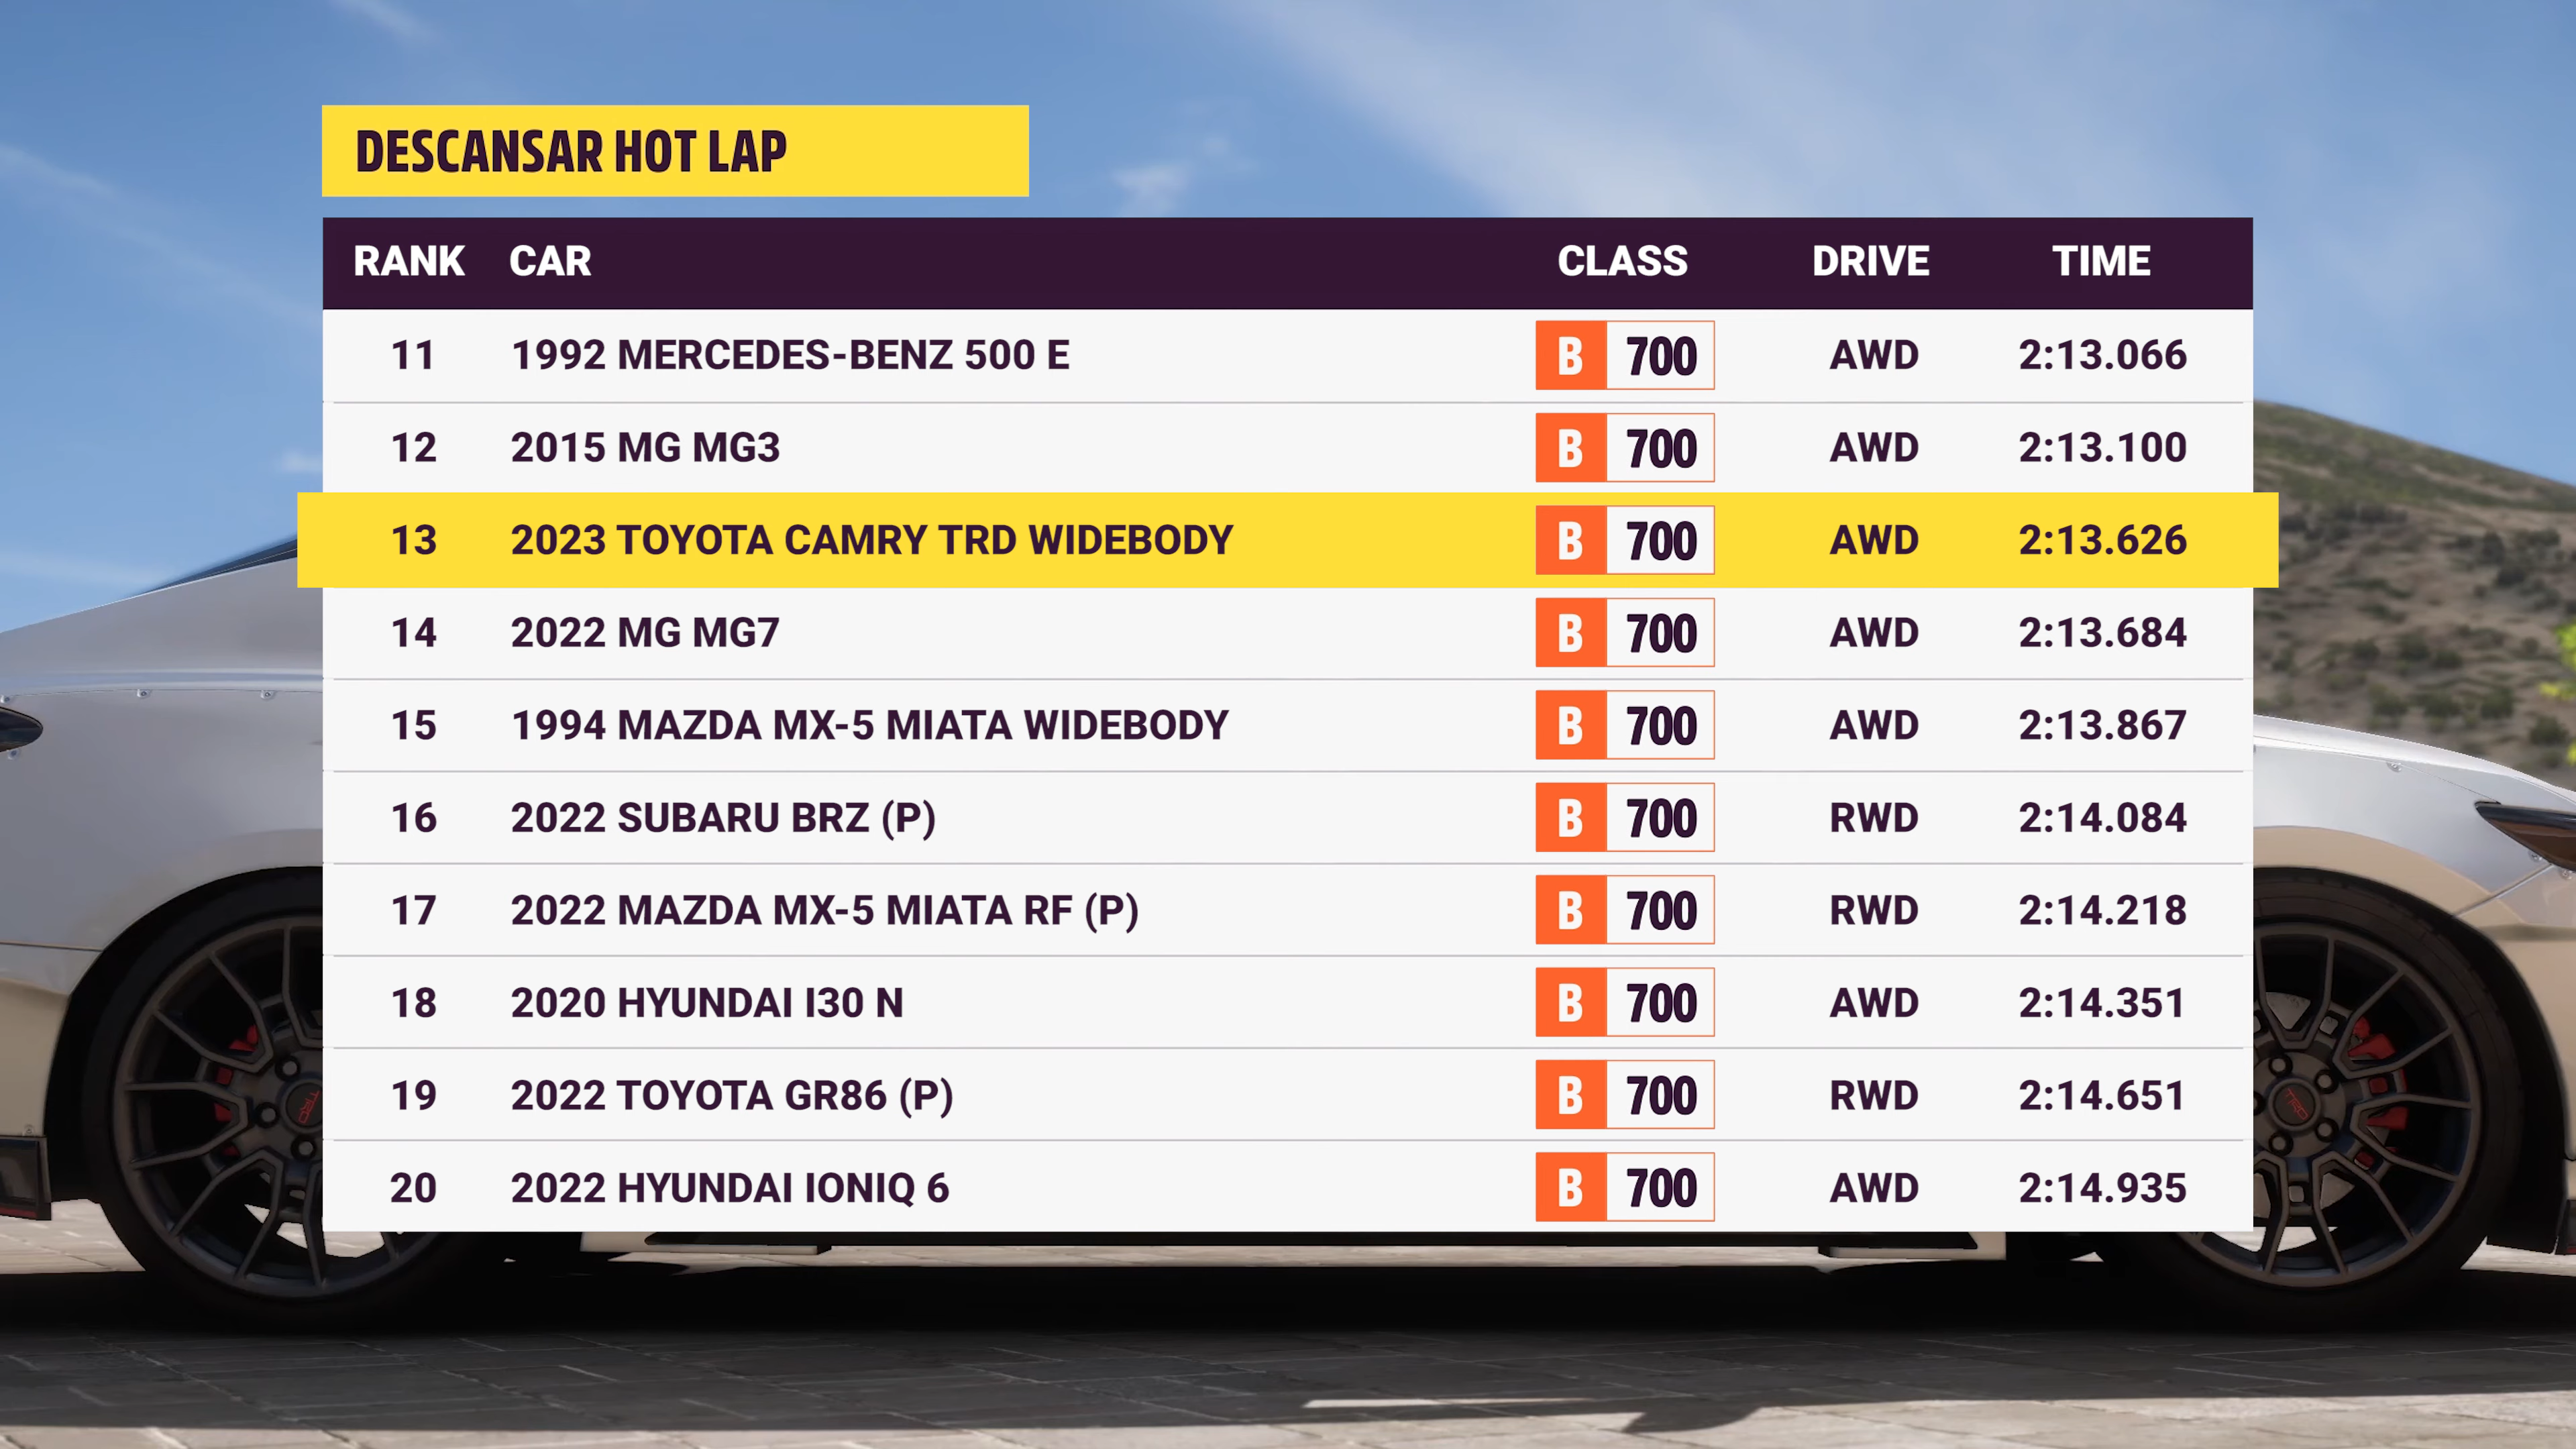 DESCANSAR HOT LAP
RANK CAR CLASS DRIVE TIME
11 1992 MERCEDES-BENZ 500 E B 700 AWD 2:13.066
12 2015 MG MG3 B 700 AWD 2:13.100
13 2023 TOYOTA CAMRY TRD WIDEBODY B 700 AWD 2:13.626
14 2022 MG MG7 B 700 AWD 2:13.684
15 1994 MAZDA MX-5 MIATA WIDEBODY B 700 AWD 2:13.867
16 2022 SUBARU BRZ (P) B 700 RWD 2:14.084
17 2022 MAZDA MX-5 MIATA RF (P) B 700 RWD 2:14.218
18 2020 HYUNDAI I30 N B 700 AWD 2:14.351
19 2022 TOYOTA GR86 (P) B 700 RWD 2:14.651
20 2022 HYUNDAI IONIQ 6 B 700 AWD 2:14.935
TRD
TRD